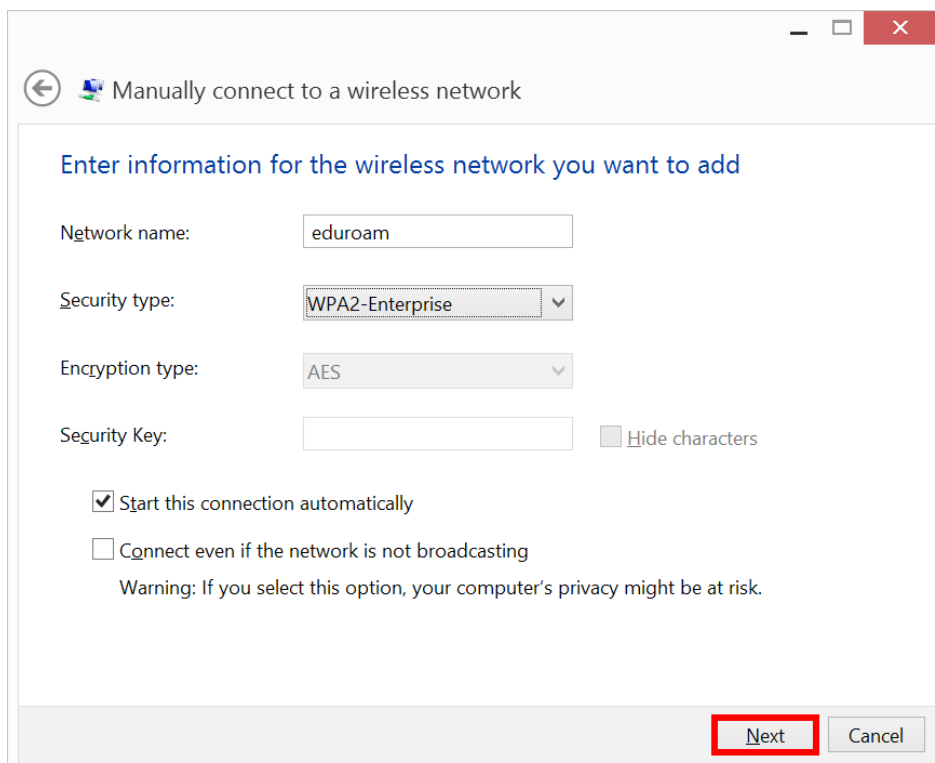 Manually connect to a wireless network
Enter information for the wireless network you want to add
Network name: eduroam
Security type: WPA2-Enterprise
Encryption type: AES
Security Key: Hide characters
Start this connection automatically
Connect even if the network is not broadcasting
Warning: If you select this option, your computer's privacy might be at risk.
Next Cancel